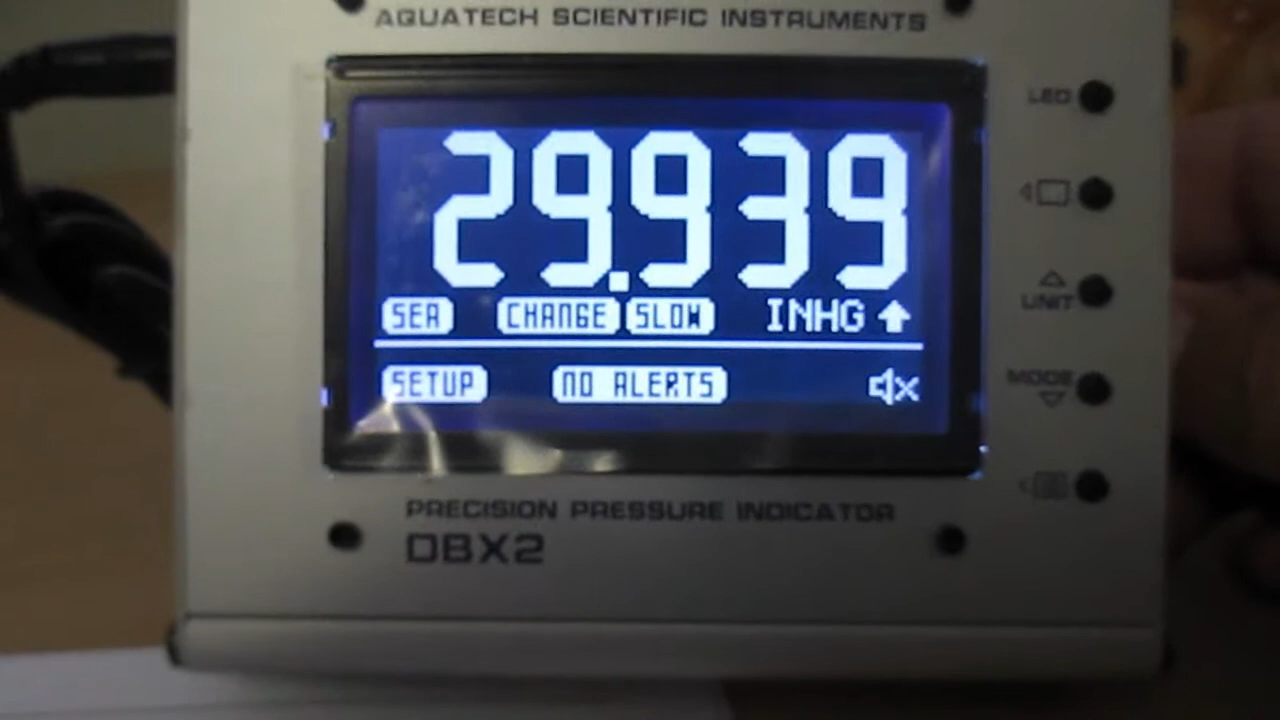 AQUATECH SCIENTIFIC INSTRUMENTS
LED
29.939
UNIT
SEA CHANGE SLOW INHG
SETUP NO ALERTS
MODE
PRECISION PRESSURE INDICATOR
DBX2